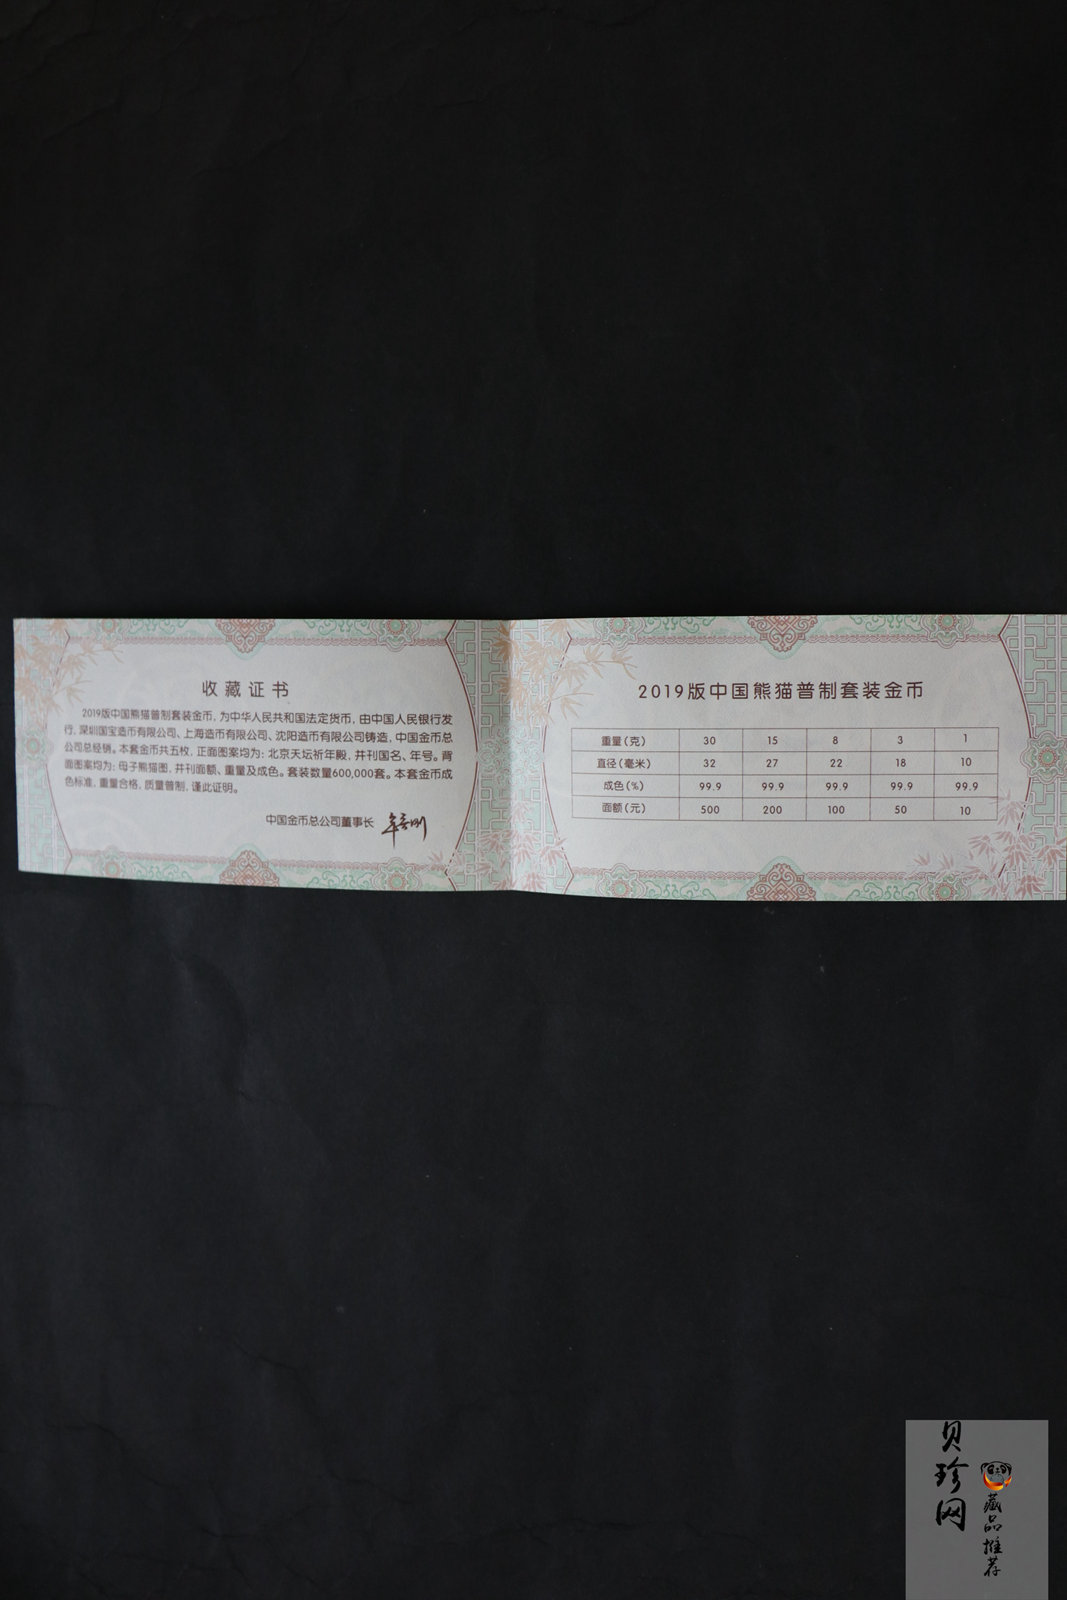 收藏证书
2019版中国熊猫普制套装金币，为中华人民共和国法定货币，由中国人民银行发
行，深圳国宝造币有限公司、上海造币有限公司、沈阳造币有限公司铸造，中国金币总
公司总经销。本套金币共五枚，正面图案均为：北京天坛祈年殿，并刊国名、年号。背
面图案均为：母子熊猫图，并刊面额、重量及成色。套装数量600,000套。本套金币成
色标准，重量合格，质量普制，谨此证明。
中国金币总公司董事长
2019版中国熊猫普制套装金币
重量(克) 30 15 8 3 1
直径(毫米) 32 27 22 18 10
成色(%) 99.9 99.9 99.9 99.9 99.9
面额(元) 500 200 100 50 10
贝珍网
藏品推荐